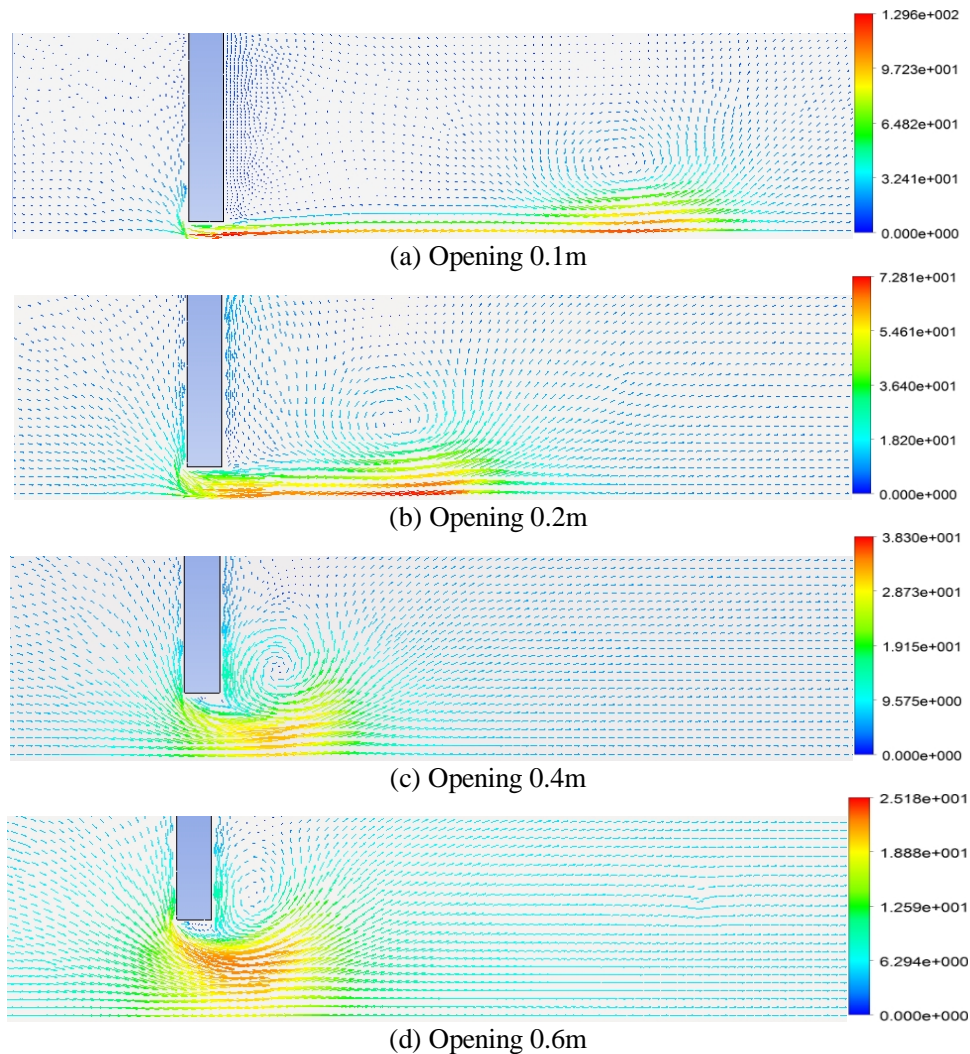 1.296e+002
9.723e+001
6.482e+001
3.241e+001
0.000e+000
(a) Opening 0.1m
7.281e+001
5.461e+001
3.640e+001
1.820e+001
0.000e+000
(b) Opening 0.2m
3.830e+001
2.873e+001
1.915e+001
9.575e+000
0.000e+000
(c) Opening 0.4m
2.518e+001
1.888e+001
1.259e+001
6.294e+000
0.000e+000
(d) Opening 0.6m